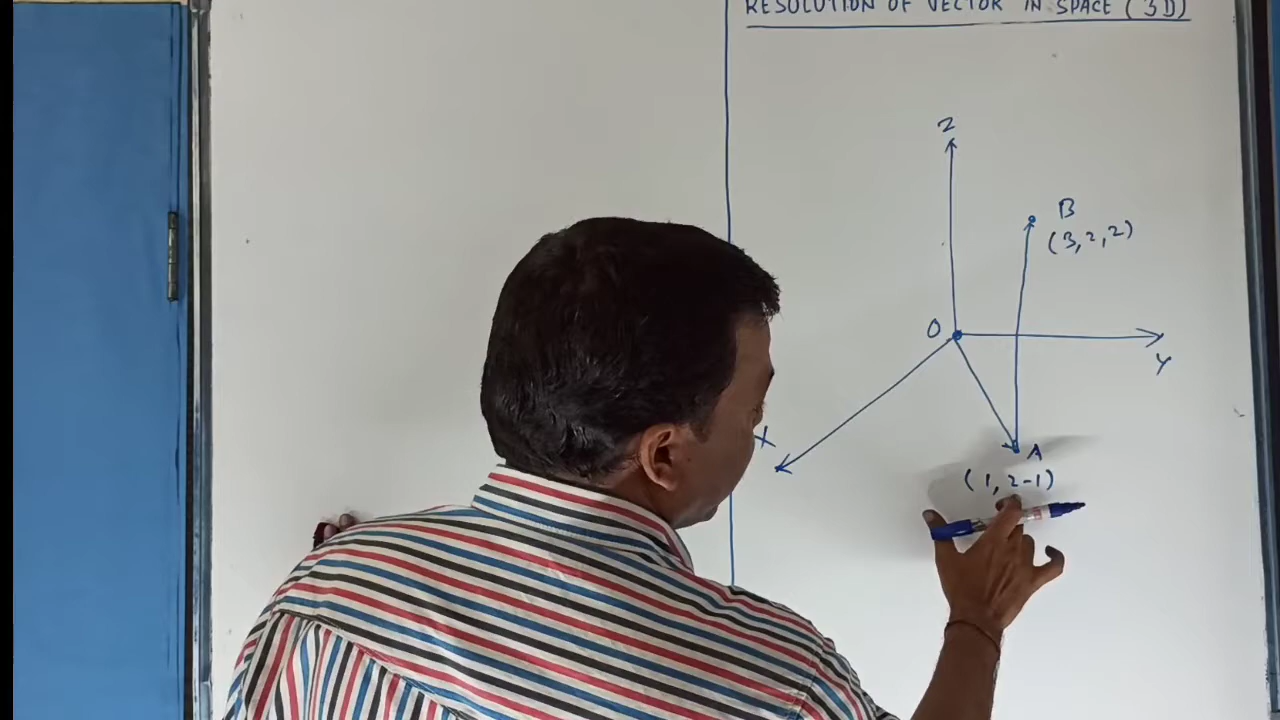 RESOLUTION OF VECTOR IN SPACE (3D)
Z
B
(3,2,2)
O
Y
X
A
(1,2-1)